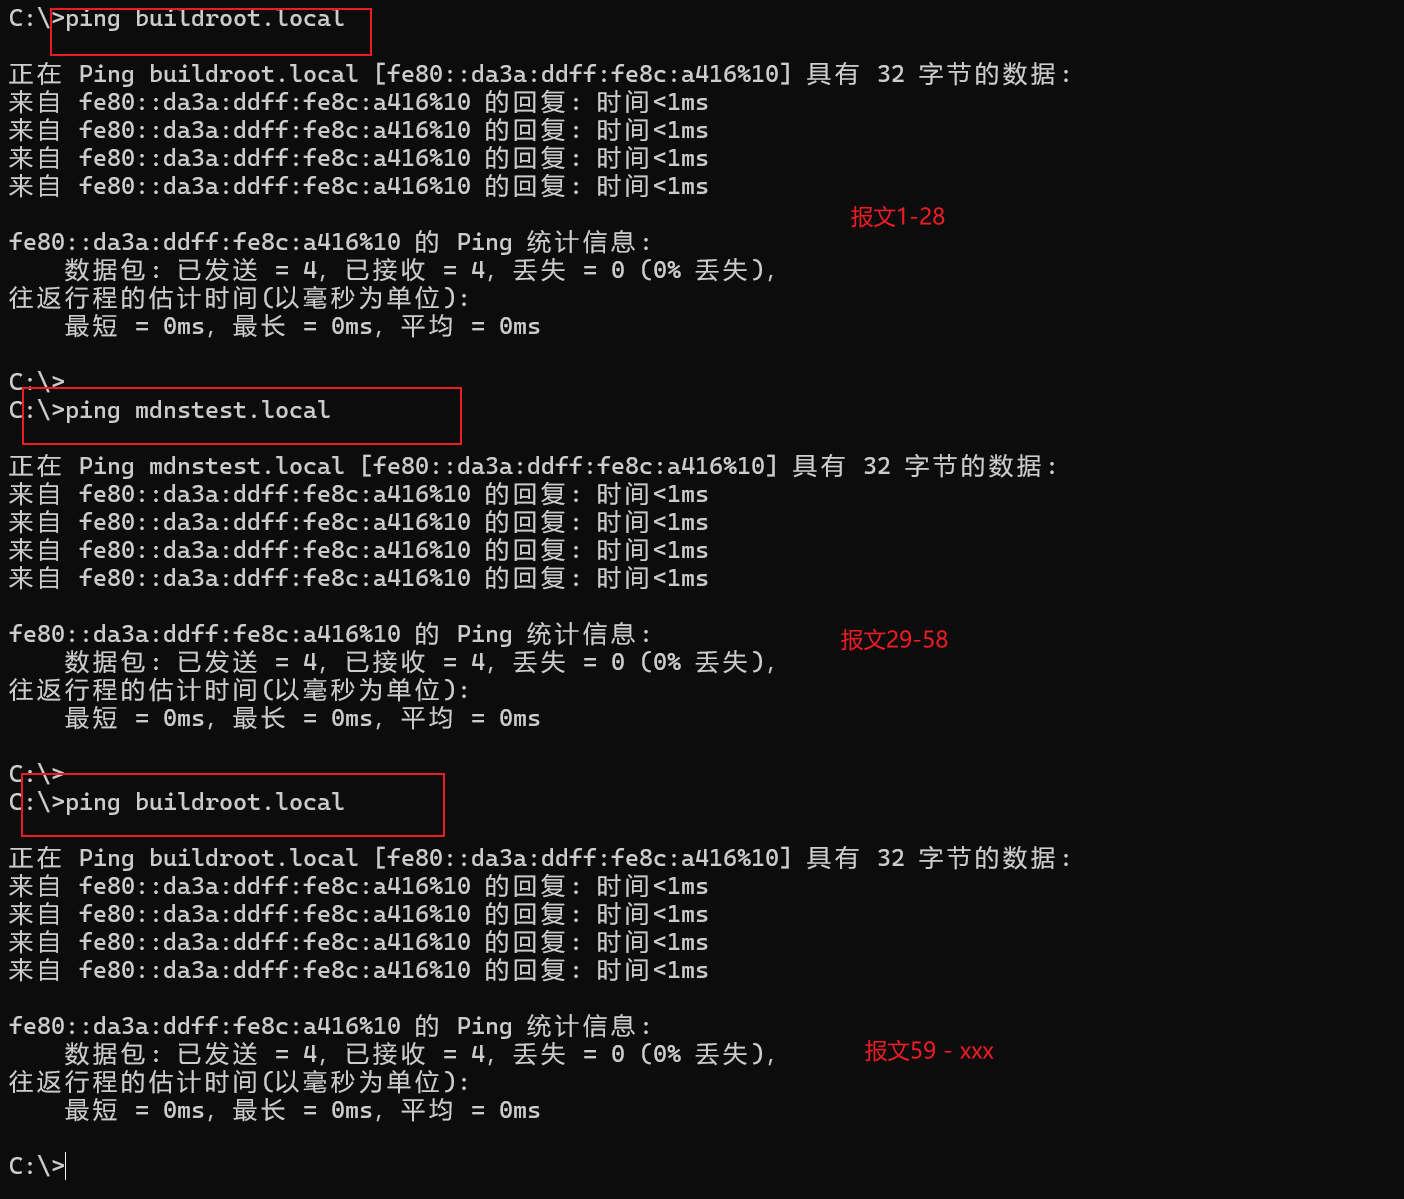 C:\>ping buildroot.local
正在 Ping buildroot.local [fe80::da3a:ddff:fe8c:a416%10] 具有 32 字节的数据:
来自 fe80::da3a:ddff:fe8c:a416%10 的回复: 时间<1ms
来自 fe80::da3a:ddff:fe8c:a416%10 的回复: 时间<1ms
来自 fe80::da3a:ddff:fe8c:a416%10 的回复: 时间<1ms
来自 fe80::da3a:ddff:fe8c:a416%10 的回复: 时间<1ms
报文1-28
fe80::da3a:ddff:fe8c:a416%10 的 Ping 统计信息:
数据包: 已发送 = 4, 已接收 = 4, 丢失 = 0 (0% 丢失),
往返行程的估计时间(以毫秒为单位):
最短 = 0ms, 最长 = 0ms, 平均 = 0ms
C:\>
C:\>ping mdnstest.local
正在 Ping mdnstest.local [fe80::da3a:ddff:fe8c:a416%10] 具有 32 字节的数据:
来自 fe80::da3a:ddff:fe8c:a416%10 的回复: 时间<1ms
来自 fe80::da3a:ddff:fe8c:a416%10 的回复: 时间<1ms
来自 fe80::da3a:ddff:fe8c:a416%10 的回复: 时间<1ms
来自 fe80::da3a:ddff:fe8c:a416%10 的回复: 时间<1ms
fe80::da3a:ddff:fe8c:a416%10 的 Ping 统计信息:
报文29-58
数据包: 已发送 = 4, 已接收 = 4, 丢失 = 0 (0% 丢失),
往返行程的估计时间(以毫秒为单位):
最短 = 0ms, 最长 = 0ms, 平均 = 0ms
C:\>
C:\>ping buildroot.local
正在 Ping buildroot.local [fe80::da3a:ddff:fe8c:a416%10] 具有 32 字节的数据:
来自 fe80::da3a:ddff:fe8c:a416%10 的回复: 时间<1ms
来自 fe80::da3a:ddff:fe8c:a416%10 的回复: 时间<1ms
来自 fe80::da3a:ddff:fe8c:a416%10 的回复: 时间<1ms
来自 fe80::da3a:ddff:fe8c:a416%10 的回复: 时间<1ms
fe80::da3a:ddff:fe8c:a416%10 的 Ping 统计信息:
数据包: 已发送 = 4, 已接收 = 4, 丢失 = 0 (0% 丢失),
报文59 - xxx
往返行程的估计时间(以毫秒为单位):
最短 = 0ms, 最长 = 0ms, 平均 = 0ms
C:\>